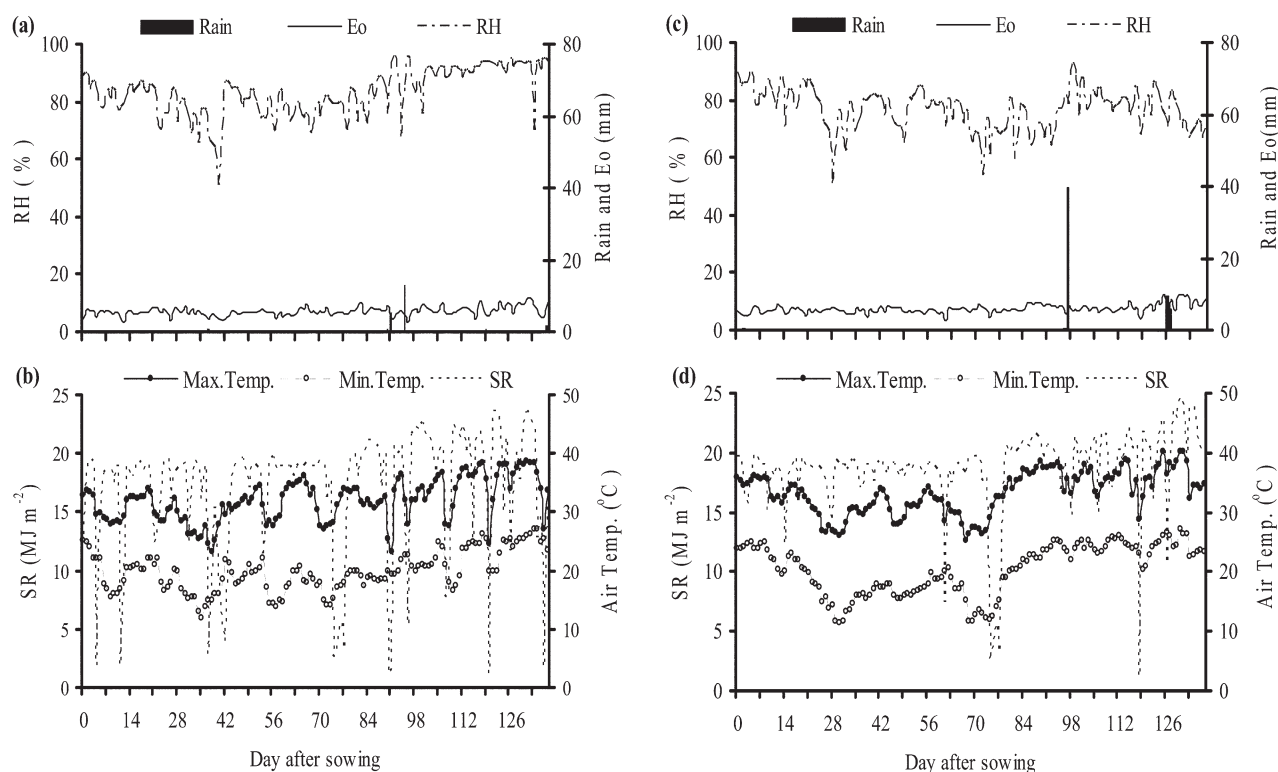 (a) Rain Eo RH
100 80
80 60
60
40
40
20
20
0 0
RH ( % )
Rain and Eo (mm)
(c) Rain Eo RH
100 80
80 60
60
40
40
20
20
0 0
RH ( % )
Rain and Eo(mm)
(b) Max.Temp. Min.Temp. SR
25 50
20 40
15 30
10 20
5 10
0 0
SR (MJ m⁻²)
Air Temp. (⁰C )
0 14 28 42 56 70 84 98 112 126
Day after sowing
(d) Max.Temp. Min.Temp. SR
25 50
20 40
15 30
10 20
5 10
0 0
SR (MJ m⁻²)
Air Temp. (⁰C )
0 14 28 42 56 70 84 98 112 126
Day after sowing